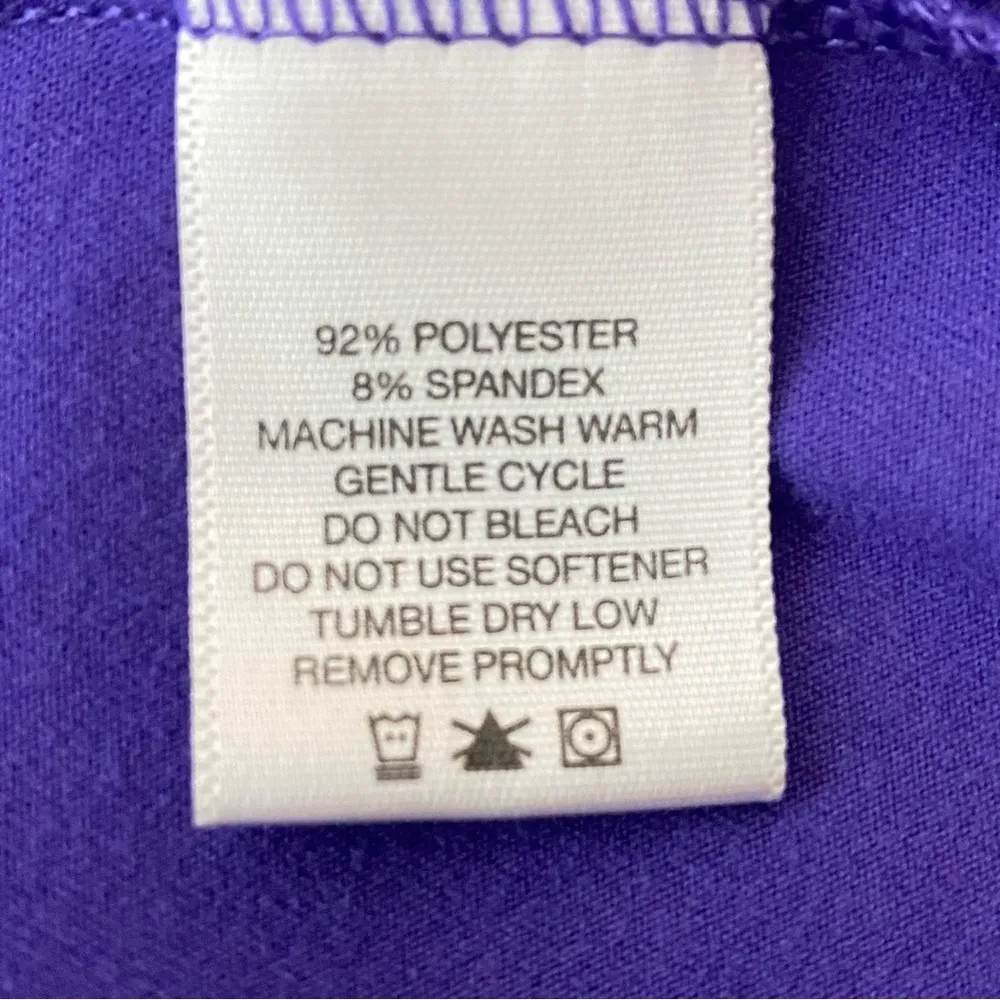 92% POLYESTER
8% SPANDEX
MACHINE WASH WARM
GENTLE CYCLE
DO NOT BLEACH
DO NOT USE SOFTENER
TUMBLE DRY LOW
REMOVE PROMPTLY